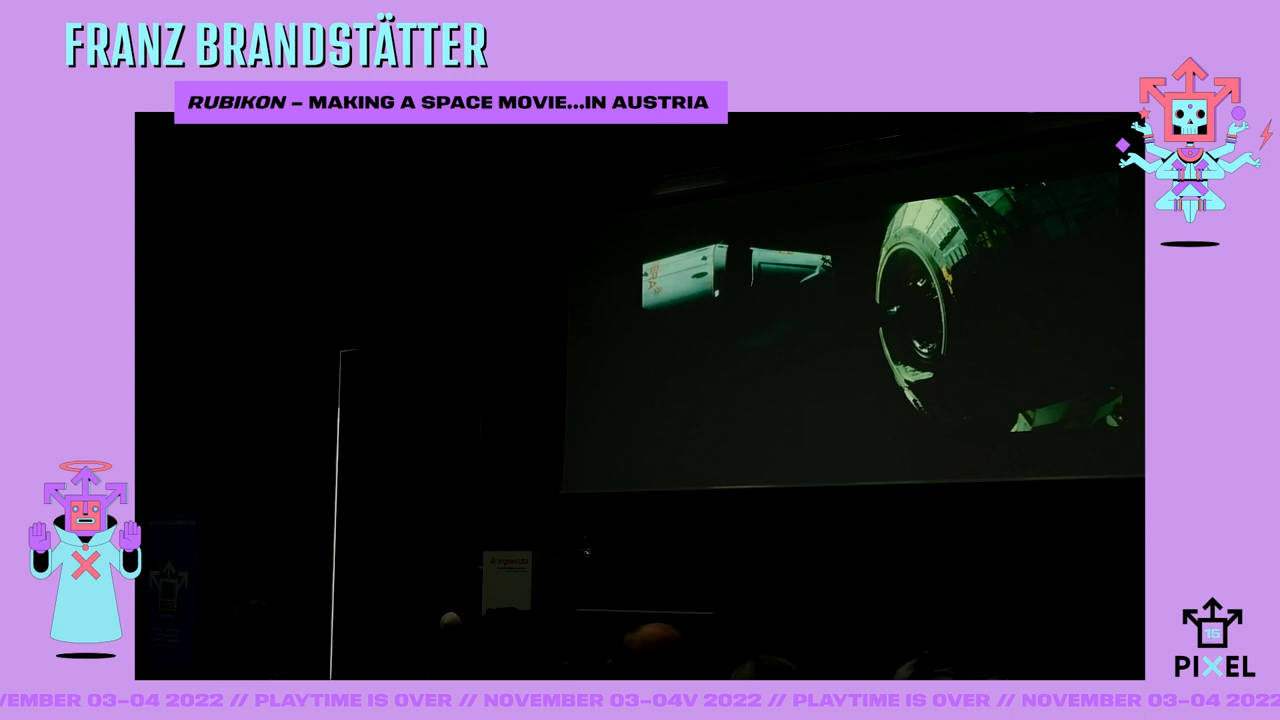 FRANZ BRANDSTÄTTER
RUBIKON – MAKING A SPACE MOVIE...IN AUSTRIA
15
PIXEL
VEMBER 03–04 2022 // PLAYTIME IS OVER // NOVEMBER 03–04V 2022 // PLAYTIME IS OVER // NOVEMBER 03–04 2022